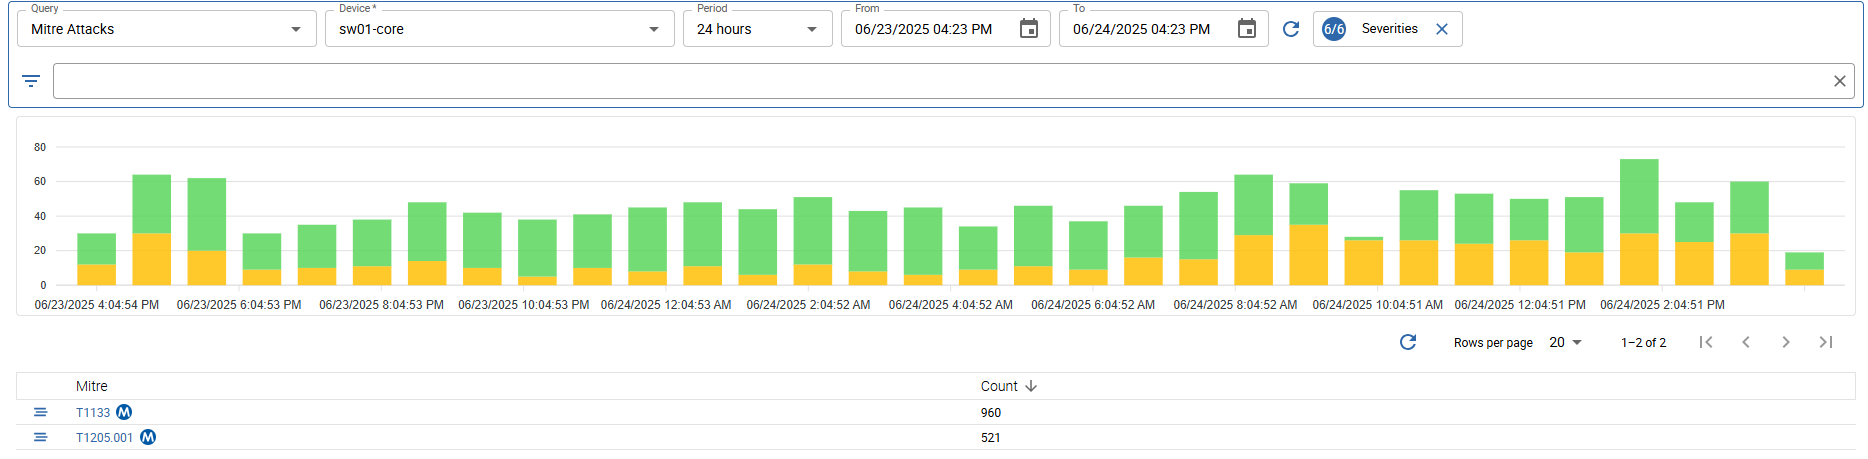 Query Device* Period From To
Mitre Attacks sw01-core 24 hours 06/23/2025 04:23 PM 06/24/2025 04:23 PM 6/6 Severities
80
60
40
20
0
06/23/2025 4:04:54 PM 06/23/2025 6:04:53 PM 06/23/2025 8:04:53 PM 06/23/2025 10:04:53 PM 06/24/2025 12:04:53 AM 06/24/2025 2:04:52 AM 06/24/2025 4:04:52 AM 06/24/2025 6:04:52 AM 06/24/2025 8:04:52 AM 06/24/2025 10:04:51 AM 06/24/2025 12:04:51 PM 06/24/2025 2:04:51 PM
Rows per page 20 1–2 of 2
Mitre Count
T1133 M 960
T1205.001 M 521